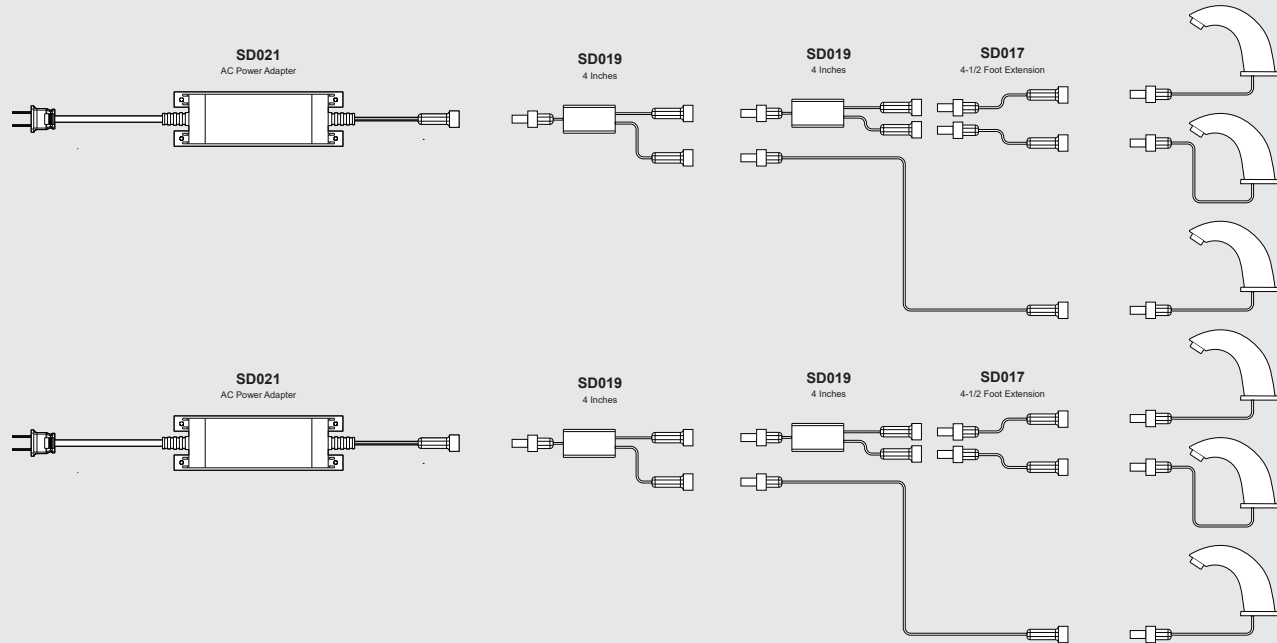 SD021
AC Power Adapter
SD019
4 Inches
SD019
4 Inches
SD017
4-1/2 Foot Extension
SD021
AC Power Adapter
SD019
4 Inches
SD019
4 Inches
SD017
4-1/2 Foot Extension